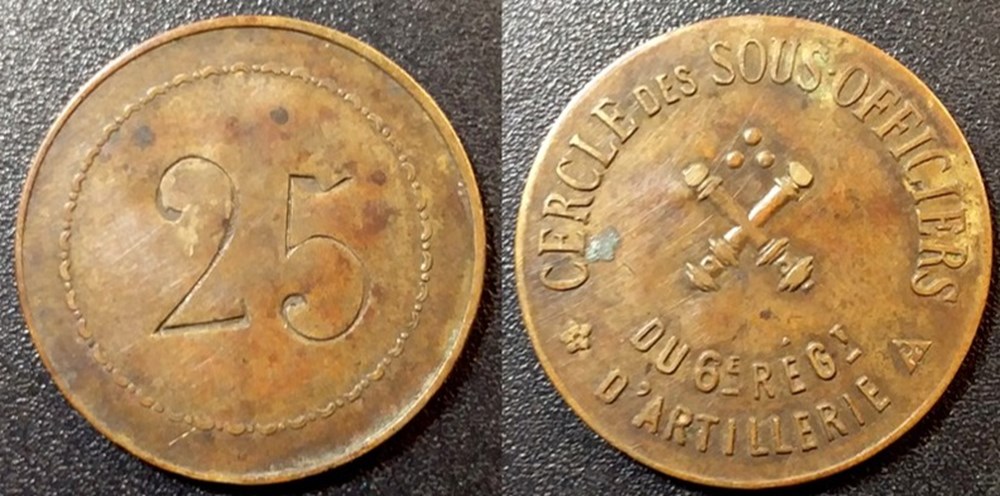 25
CERCLE DES SOUS-OFFICIERS
DU 6E RÉGT
D'ARTILLERIE A